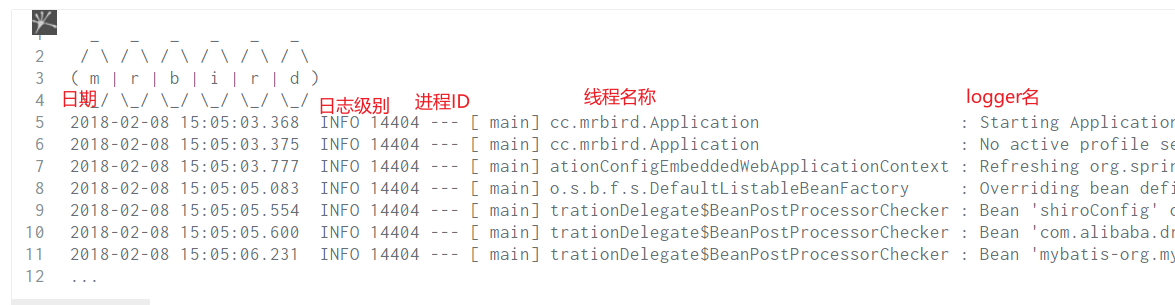 1   _   _   _   _   _   _
2  / \ / \ / \ / \ / \ / \
3 ( m | r | b | i | r | d )
4  \_/ \_/ \_/ \_/ \_/ \_/
日期 日志级别 进程ID 线程名称 logger名
5 2018-02-08 15:05:03.368  INFO 14404 --- [ main] cc.mrbird.Application : Starting Application
6 2018-02-08 15:05:03.375  INFO 14404 --- [ main] cc.mrbird.Application : No active profile se
7 2018-02-08 15:05:03.777  INFO 14404 --- [ main] ationConfigEmbeddedWebApplicationContext : Refreshing org.sprin
8 2018-02-08 15:05:05.083  INFO 14404 --- [ main] o.s.b.f.s.DefaultListableBeanFactory : Overriding bean defi
9 2018-02-08 15:05:05.554  INFO 14404 --- [ main] trationDelegate$BeanPostProcessorChecker : Bean 'shiroConfig' o
10 2018-02-08 15:05:05.600  INFO 14404 --- [ main] trationDelegate$BeanPostProcessorChecker : Bean 'com.alibaba.dr
11 2018-02-08 15:05:06.231  INFO 14404 --- [ main] trationDelegate$BeanPostProcessorChecker : Bean 'mybatis-org.my
12 ...